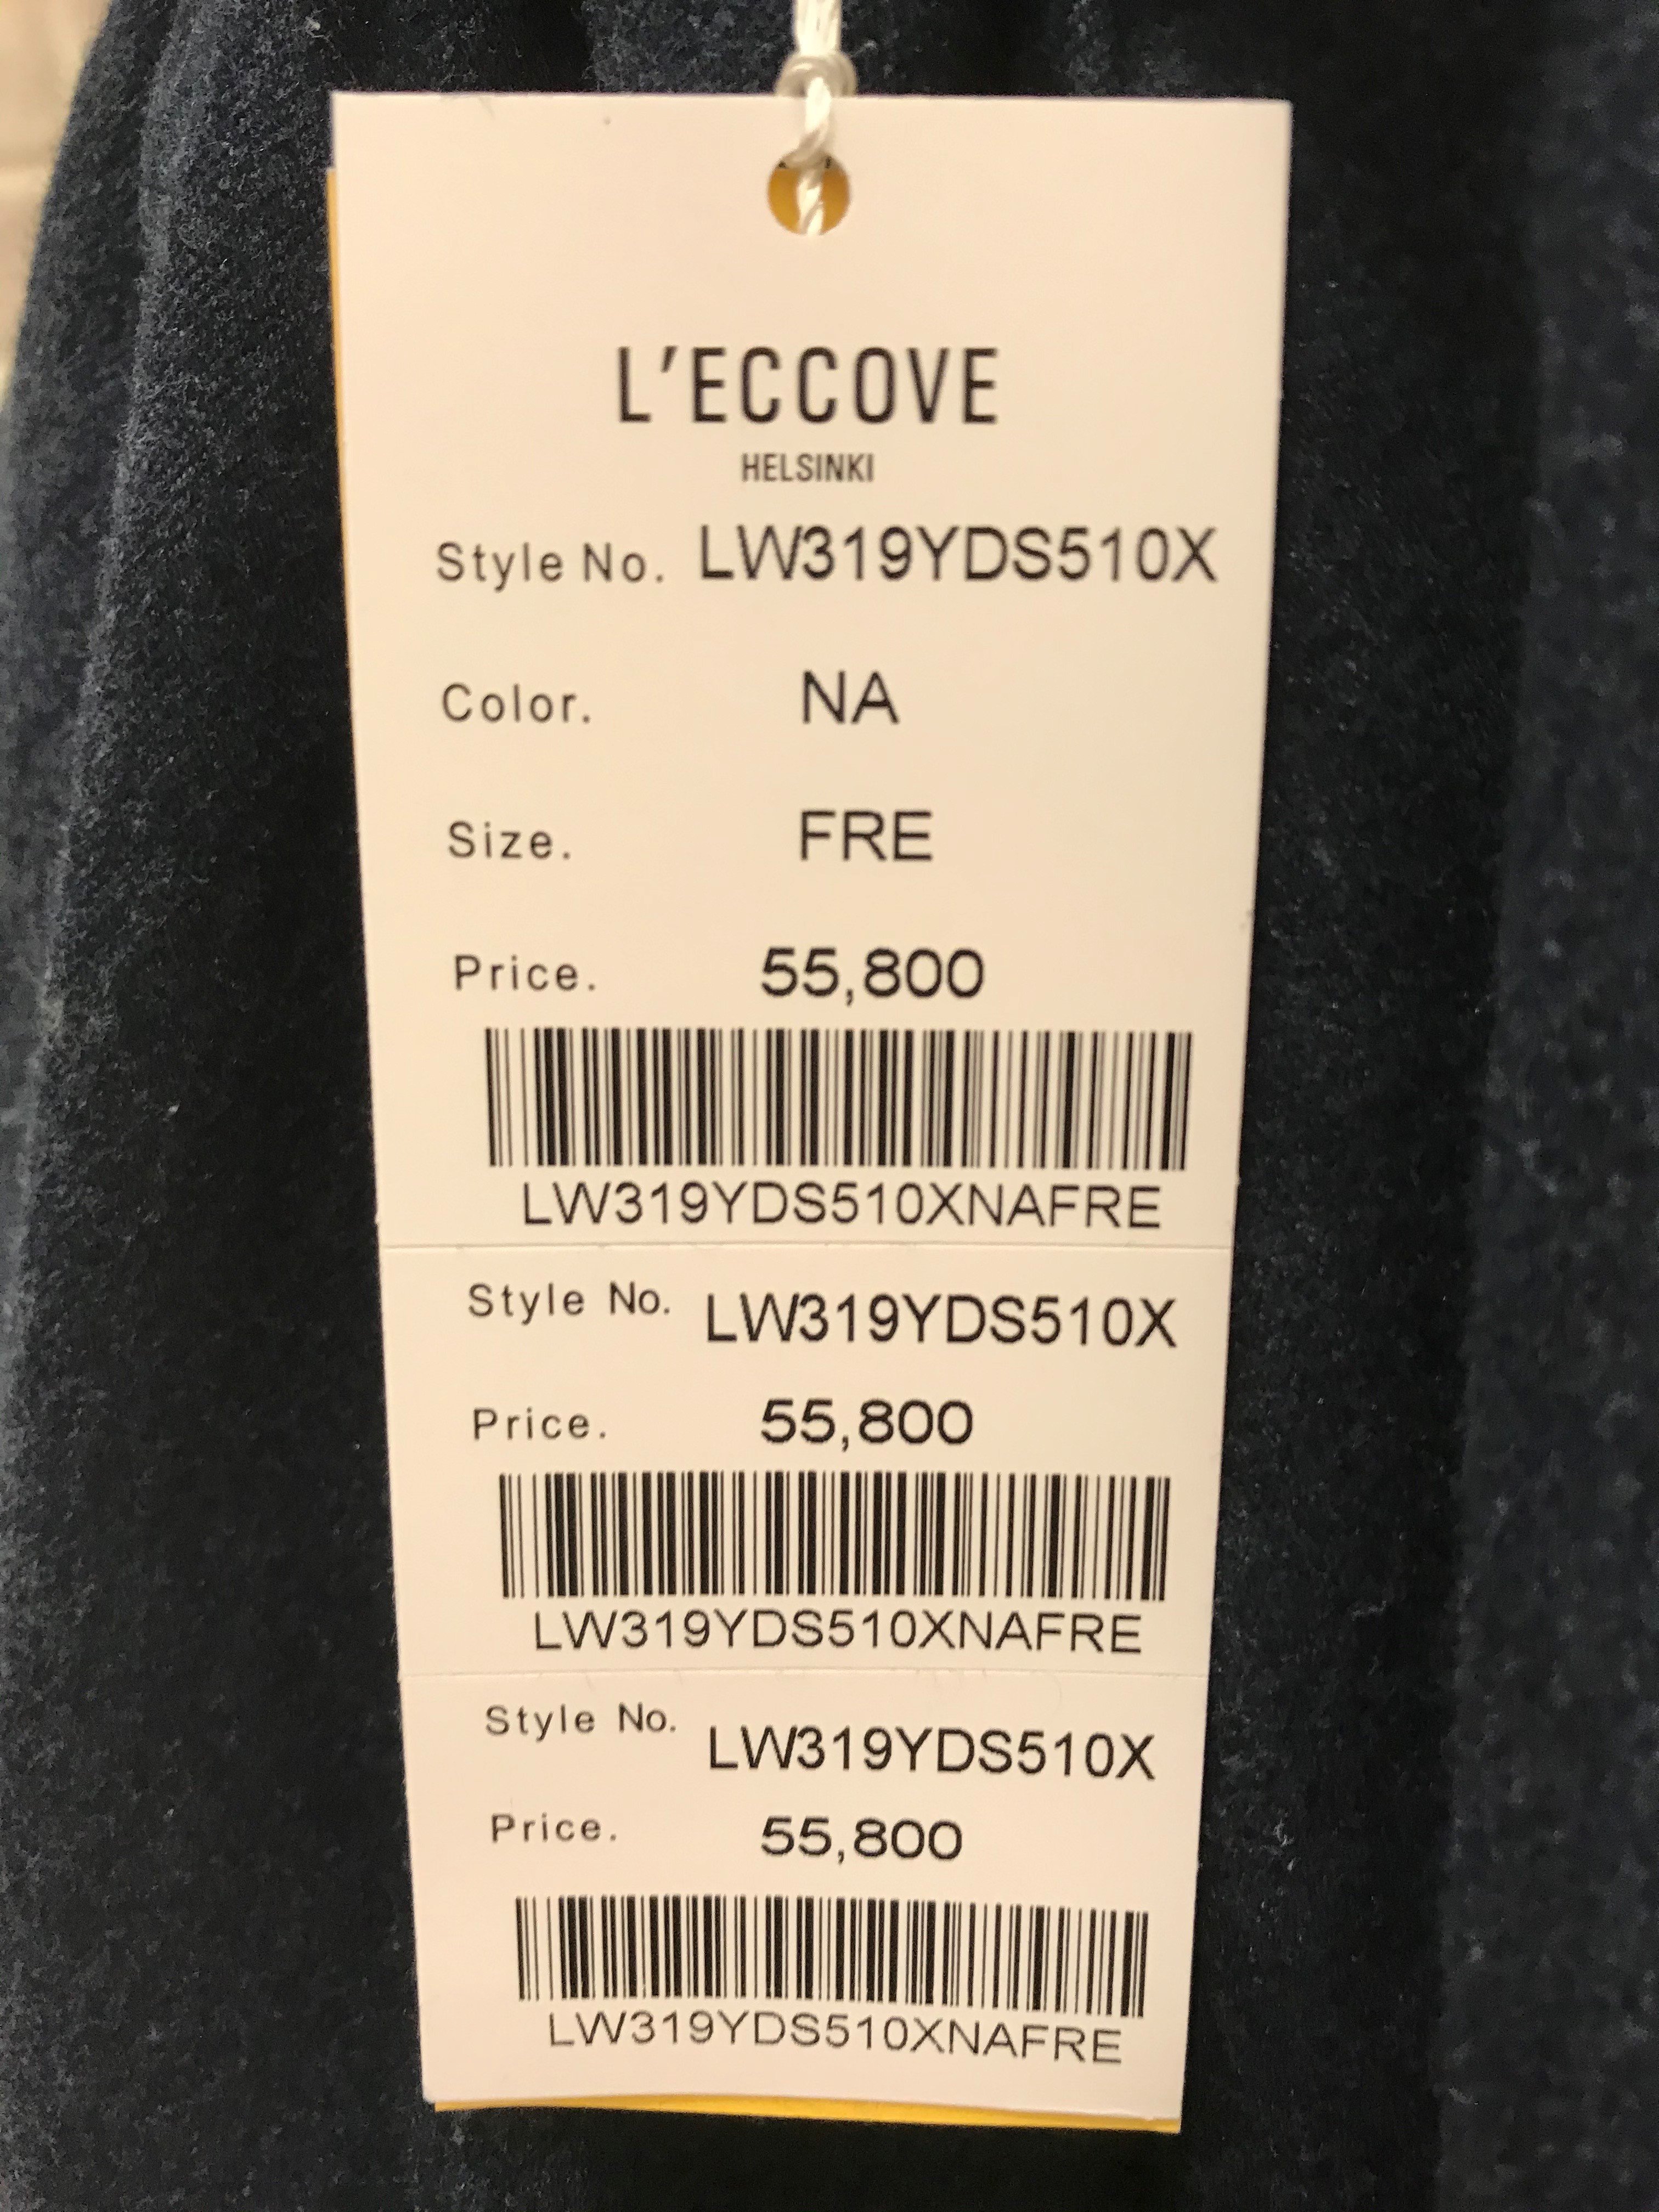 L'ECCOVE
HELSINKI
Style No. LW319YDS510X
Color. NA
Size. FRE
Price. 55,800
LW319YDS510XNAFRE
Style No. LW319YDS510X
Price. 55,800
LW319YDS510XNAFRE
Style No. LW319YDS510X
Price. 55,800
LW319YDS510XNAFRE